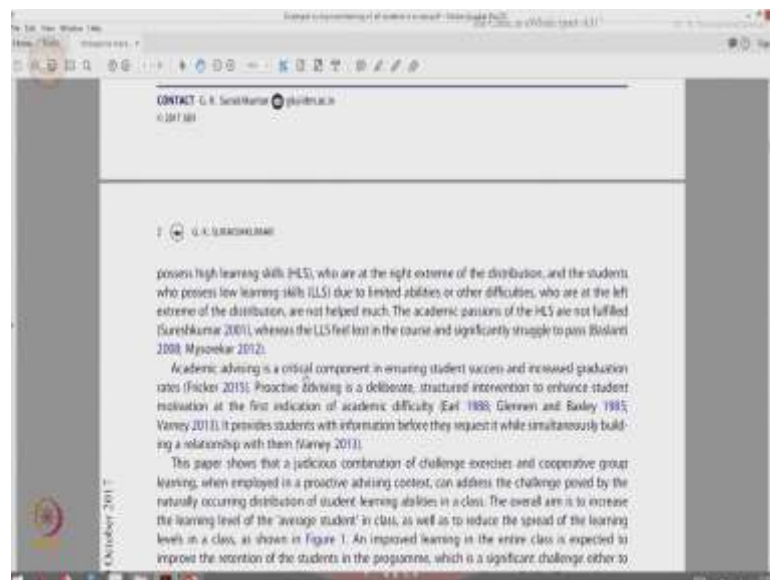 CONTACT G. K. Sureshkumar
© 2017 SEFI
2 G. K. SURAISHKUMAR
possess high learning skills (HLS), who are at the right extreme of the distribution, and the students
who possess low learning skills (LLS) due to limited abilities or other difficulties, who are at the left
extreme of the distribution, are not helped much. The academic passions of the HLS are not fulfilled
(Sureshkumar 2001), whereas the LLS feel lost in the course and significantly struggle to pass (Baslanti
2008; Mysorekar 2012).
Academic advising is a critical component in ensuring student success and increased graduation
rates (Fricker 2015). Proactive advising is a deliberate, structured intervention to enhance student
motivation at the first indication of academic difficulty (Earl 1988; Glennen and Baxley 1985;
Varney 2013). It provides students with information before they request it while simultaneously build-
ing a relationship with them (Varney 2013).
This paper shows that a judicious combination of challenge exercises and cooperative group
learning, when employed in a proactive advising context, can address the challenge posed by the
naturally occurring distribution of student learning abilities in a class. The overall aim is to increase
the learning level of the 'average student' in class, as well as to reduce the spread of the learning
levels in a class, as shown in Figure 1. An improved learning in the entire class is expected to
improve the retention of the students in the programme, which is a significant challenge either to
October 2017